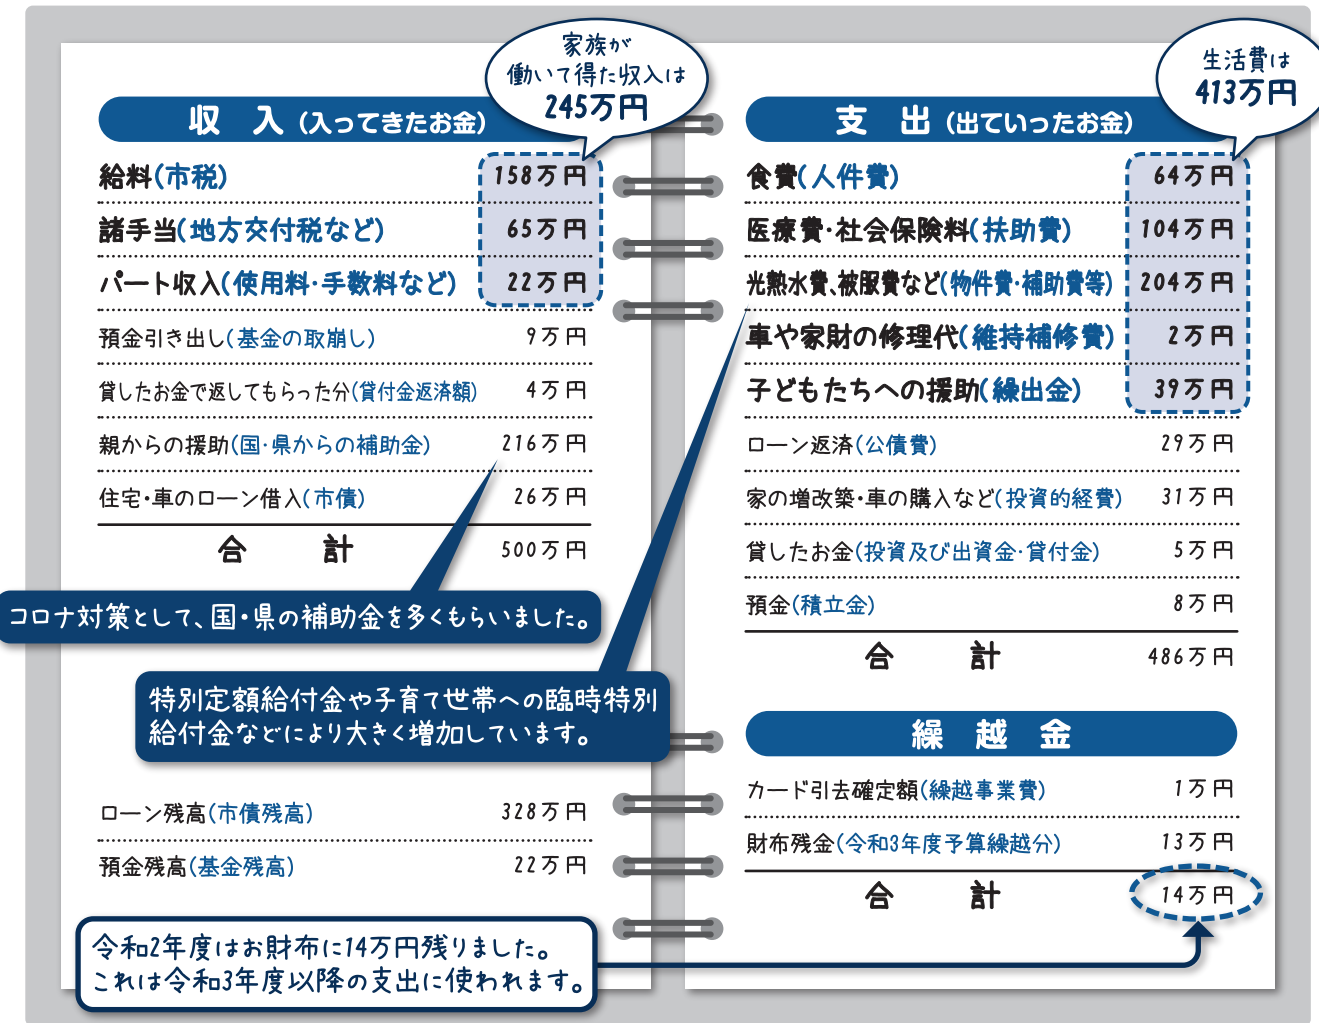 家族が
働いて得た収入は
245万円
収 入（入ってきたお金）
給料(市税) 158万円
諸手当(地方交付税など) 65万円
パート収入(使用料・手数料など) 22万円
預金引き出し(基金の取崩し) 9万円
貸したお金で返してもらった分(貸付金返済額) 4万円
親からの援助(国・県からの補助金) 216万円
住宅・車のローン借入(市債) 26万円
合 計 500万円
コロナ対策として、国・県の補助金を多くもらいました。
特別定額給付金や子育て世帯への臨時特別
給付金などにより大きく増加しています。
ローン残高(市債残高) 328万円
預金残高(基金残高) 22万円
令和2年度はお財布に14万円残りました。
これは令和3年度以降の支出に使われます。
生活費は
413万円
支 出（出ていったお金）
食費(人件費) 64万円
医療費・社会保険料(扶助費) 104万円
光熱水費、被服費など(物件費・補助費等) 204万円
車や家財の修理代(維持補修費) 2万円
子どもたちへの援助(繰出金) 39万円
ローン返済(公債費) 29万円
家の増改築・車の購入など(投資的経費) 31万円
貸したお金(投資及び出資金・貸付金) 5万円
預金(積立金) 8万円
合 計 486万円
繰 越 金
カード引去確定額(繰越事業費) 1万円
財布残金(令和3年度予算繰越分) 13万円
合 計 14万円